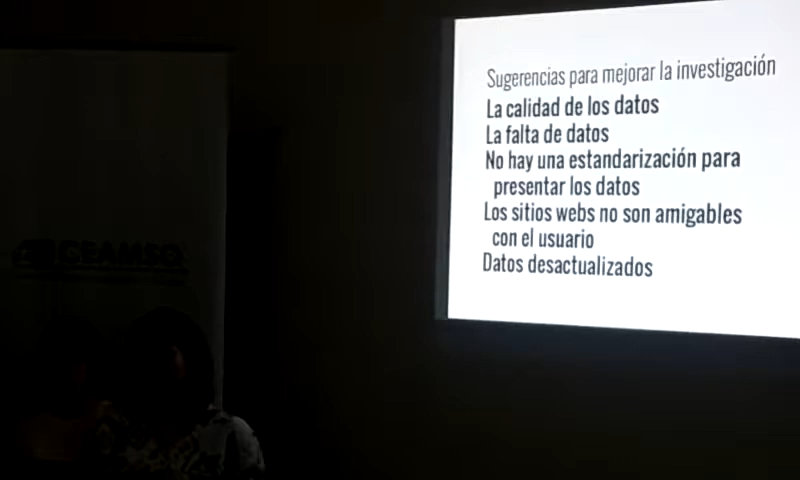 Sugerencias para mejorar la investigación
La calidad de los datos
La falta de datos
No hay una estandarización para
presentar los datos
Los sitios webs no son amigables
con el usuario
Datos desactualizados
CEAMSO